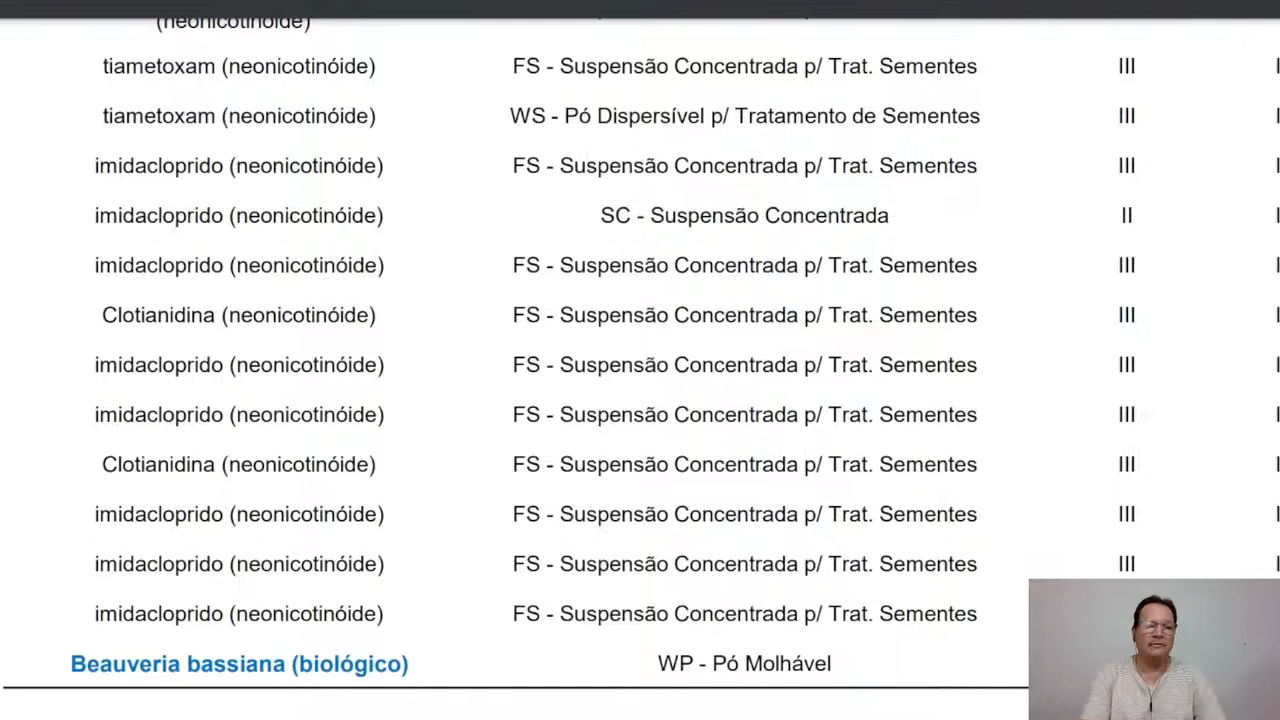 (neonicotinóide)
tiametoxam (neonicotinóide) FS - Suspensão Concentrada p/ Trat. Sementes III
tiametoxam (neonicotinóide) WS - Pó Dispersível p/ Tratamento de Sementes III
imidacloprido (neonicotinóide) FS - Suspensão Concentrada p/ Trat. Sementes III
imidacloprido (neonicotinóide) SC - Suspensão Concentrada II
imidacloprido (neonicotinóide) FS - Suspensão Concentrada p/ Trat. Sementes III
Clotianidina (neonicotinóide) FS - Suspensão Concentrada p/ Trat. Sementes III
imidacloprido (neonicotinóide) FS - Suspensão Concentrada p/ Trat. Sementes III
imidacloprido (neonicotinóide) FS - Suspensão Concentrada p/ Trat. Sementes III
Clotianidina (neonicotinóide) FS - Suspensão Concentrada p/ Trat. Sementes III
imidacloprido (neonicotinóide) FS - Suspensão Concentrada p/ Trat. Sementes III
imidacloprido (neonicotinóide) FS - Suspensão Concentrada p/ Trat. Sementes III
imidacloprido (neonicotinóide) FS - Suspensão Concentrada p/ Trat. Sementes
Beauveria bassiana (biológico) WP - Pó Molhável